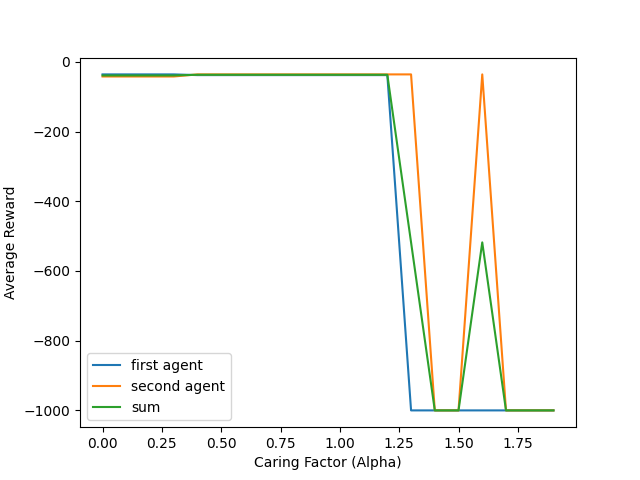 0
−200
−400
−600
−800
−1000
Average Reward
first agent
second agent
sum
0.00 0.25 0.50 0.75 1.00 1.25 1.50 1.75
Caring Factor (Alpha)